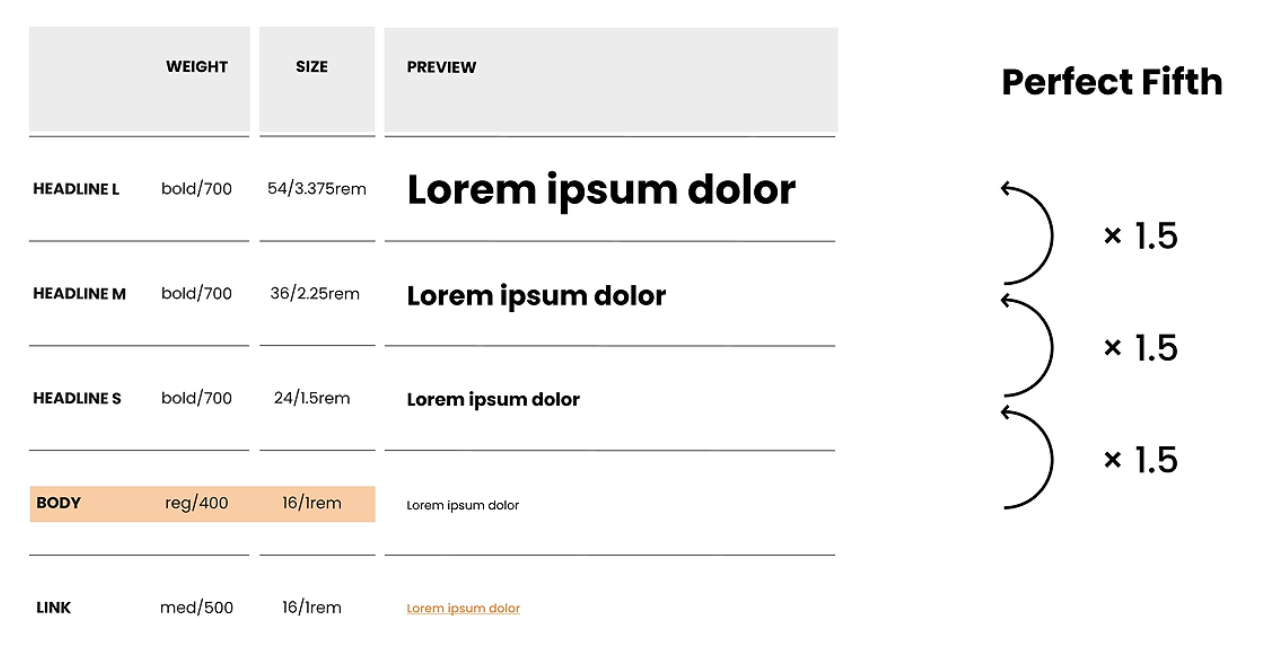 WEIGHT SIZE PREVIEW
Perfect Fifth
HEADLINE L bold/700 54/3.375rem Lorem ipsum dolor
× 1.5
HEADLINE M bold/700 36/2.25rem Lorem ipsum dolor
× 1.5
HEADLINE S bold/700 24/1.5rem Lorem ipsum dolor
× 1.5
BODY reg/400 16/1rem Lorem ipsum dolor
LINK med/500 16/1rem Lorem ipsum dolor